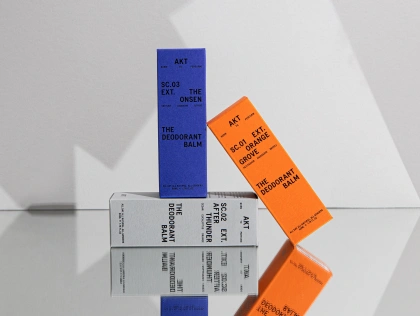 AKT
SC.03
EXT. THE
ONSEN
THE
DEODORANT
BALM
AKT
SC.01 EXT.
ORANGE
GROVE
THE
DEODORANT
BALM
AKT
SC.02 EXT.
AFTER
THUNDER
THE
DEODORANT
BALM